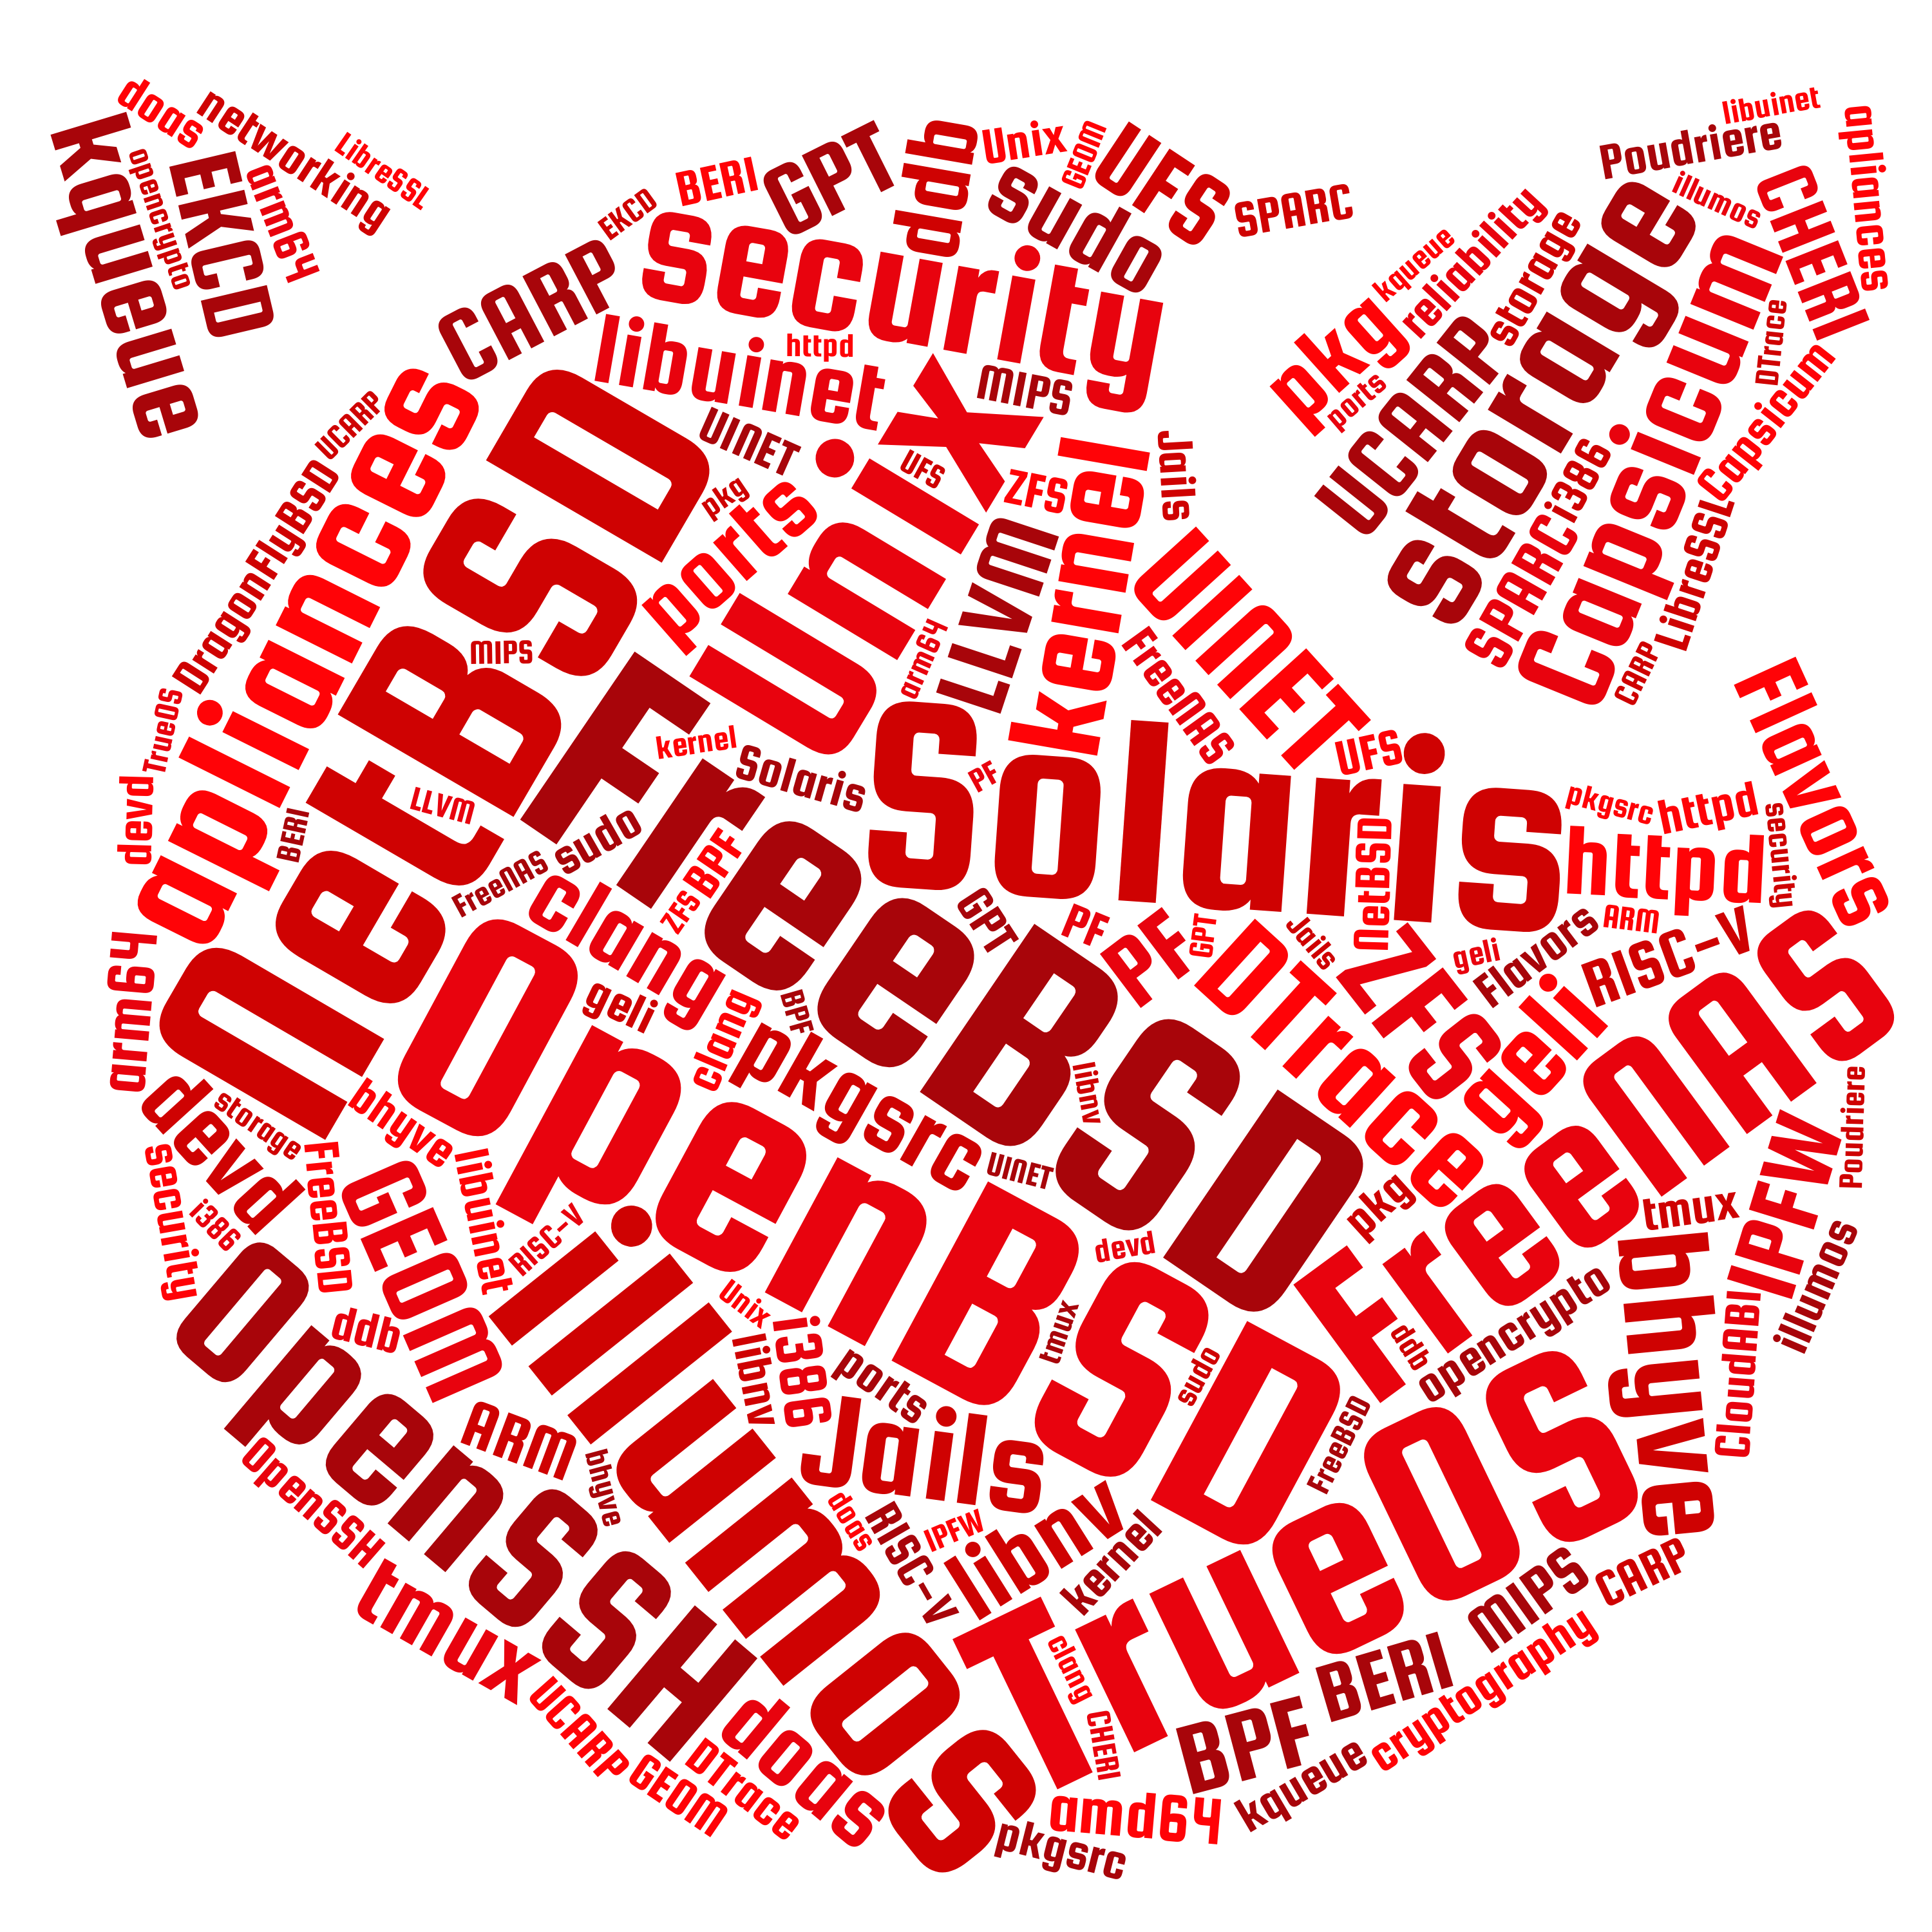 doas
networking
LibreSSL
kqueue
opencrypto
EKCD
arm64
EKCD
BERI
GPT
bdvdb
Unix
GEOM
UFS
sudo
SPARC
libuinet
Poudriere
apliances
illumos
CHERI
security
CARP
libuinet
httpd
MIPS
kqueue
reliability
storage
storage
pkg
ports
UCARP
Capsicum
DTrace
Capsicum
UCARP
apliances
NetBSD
UINET
Unix
UFS
ZFS
kernel
Jails
i386
SPARC
LibreSSL
CARP
DragonFlyBSD
pkg
ports
LLVM
arm64
UINET
FreeNAS
MIPS
TrueOS
devd
LLVM
BERI
kernel
Solaris
PF
Solaris
UFS
Flavors
FreeBSD
FreeNAS
sudo
BPF
ZFS
clang
geli
NetBSD
pkgsrc
httpd
httpd
security
GPT
PF
PF
GPT
Jails
DTrace
ZFS
geli
Flavors
ARM
RISC-V
geli
FreeNAS
arm64
OpenBSD
clang
BPF
pkgsrc
libnv
UINET
pkg
Poudriere
devd
storage
bhyve
security
i386
FreeBSD
libuinet
GEOM
RISC-V
illumos
devd
tmux
IPFW
illumos
OpenSSH
ddb
Unix
libnv
i386
ports
tmux
sudo
ddb
opencrypto
GELI
CloudABI
Jails
FreeBSD
TrueOS
ARM
bhyve
OpenSSH
doas
RISC-V
IPFW
libnv
kernel
tmux
UCARP
GEOM
DTrace
doas
clang
CHERI
BPF
BERI
MIPS
CARP
cryptography
kqueue
amd64
pkgsrc